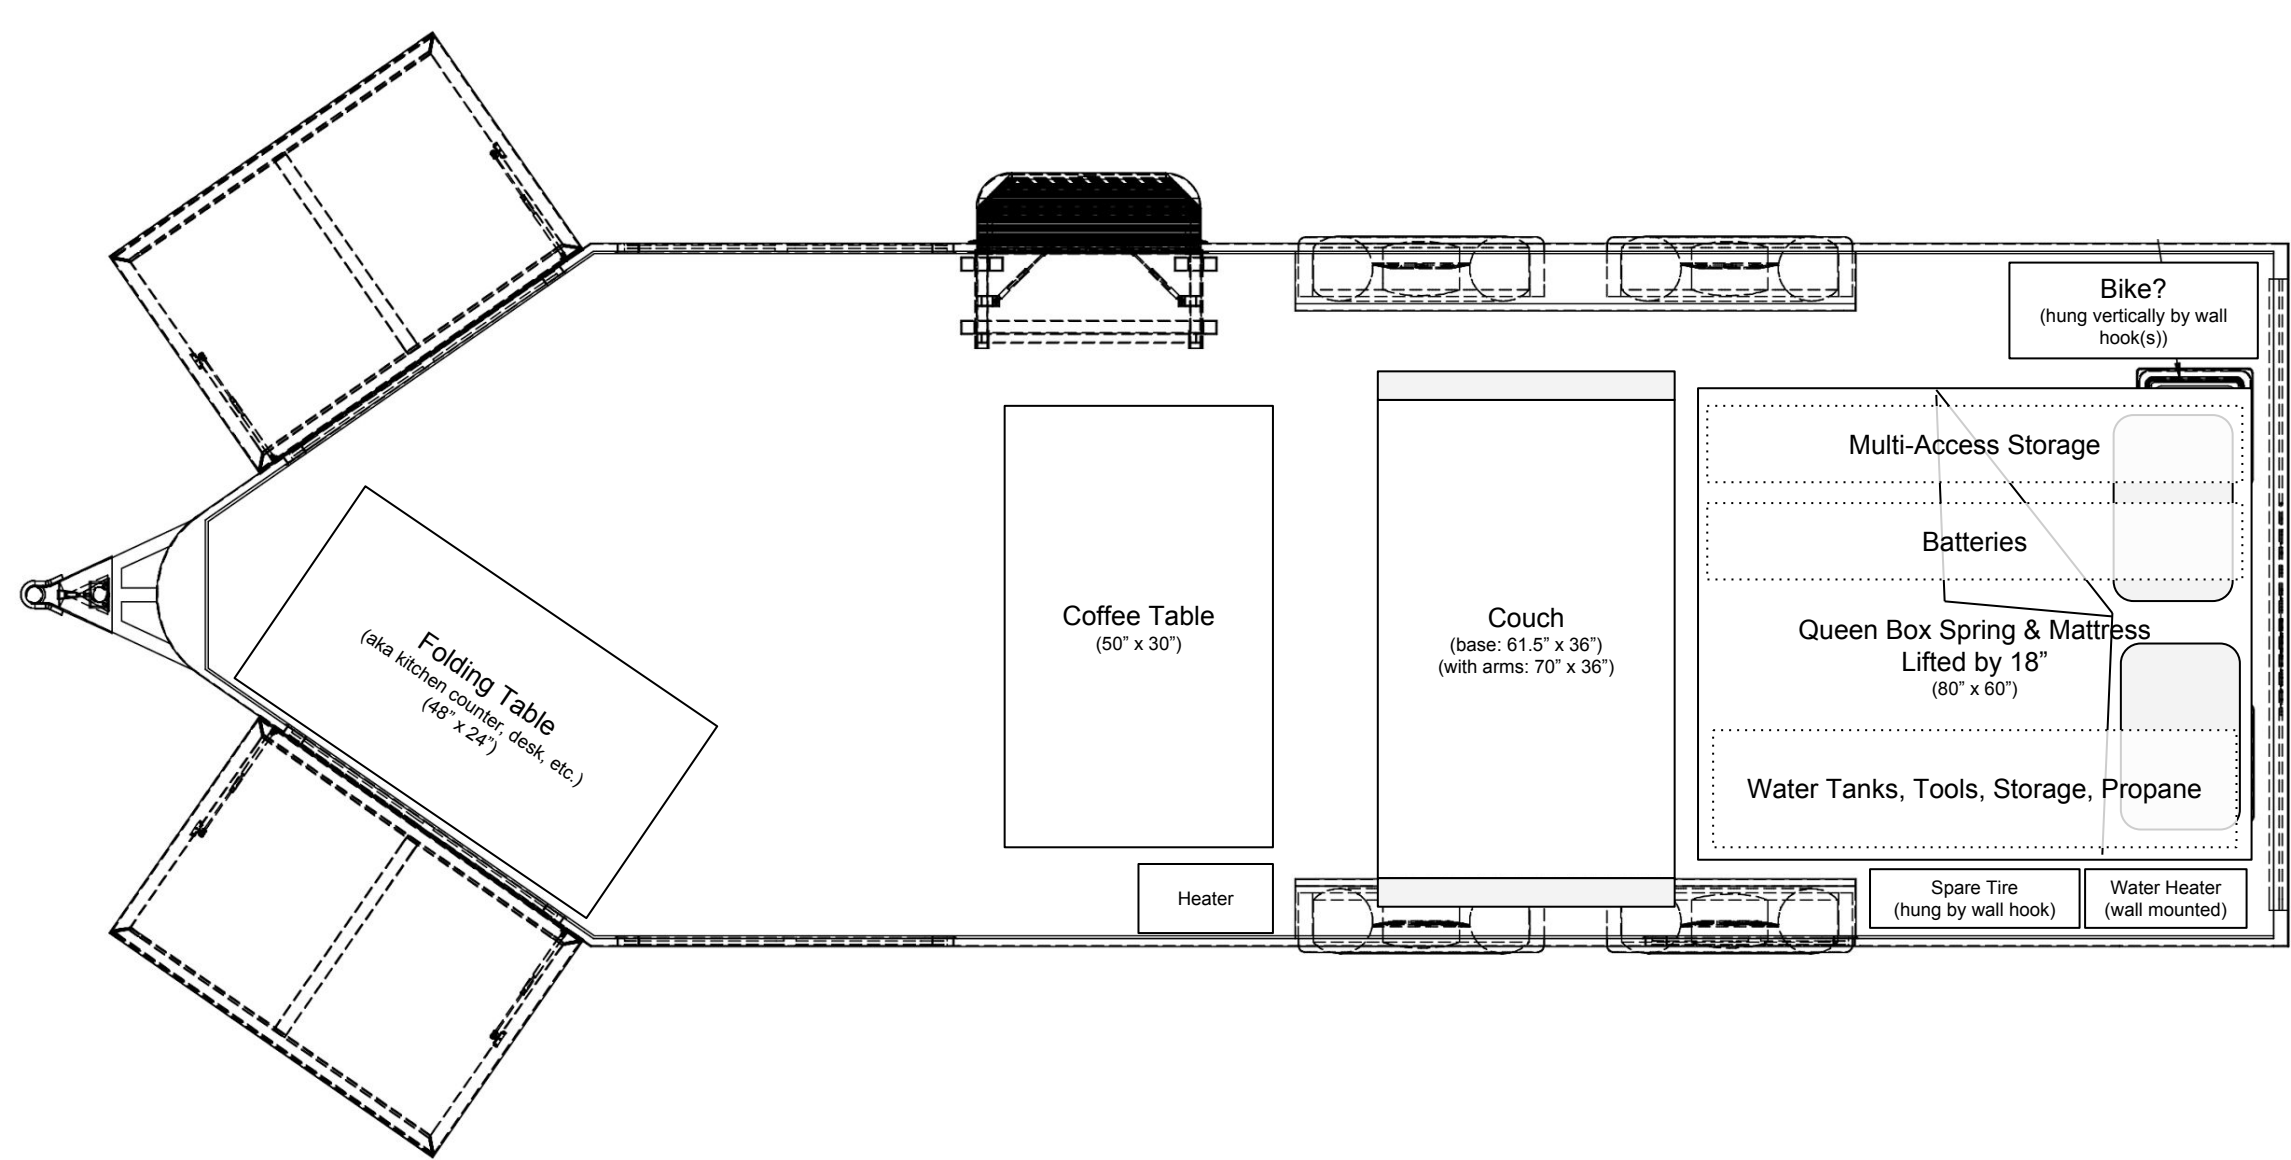 Bike?
(hung vertically by wall
hook(s))
Multi-Access Storage
Batteries
Queen Box Spring & Mattress
Lifted by 18”
(80” x 60”)
Water Tanks, Tools, Storage, Propane
Coffee Table
(50” x 30”)
Couch
(base: 61.5” x 36”)
(with arms: 70” x 36”)
Folding Table
(aka kitchen counter, desk, etc.)
(48” x 24”)
Heater
Spare Tire
(hung by wall hook)
Water Heater
(wall mounted)